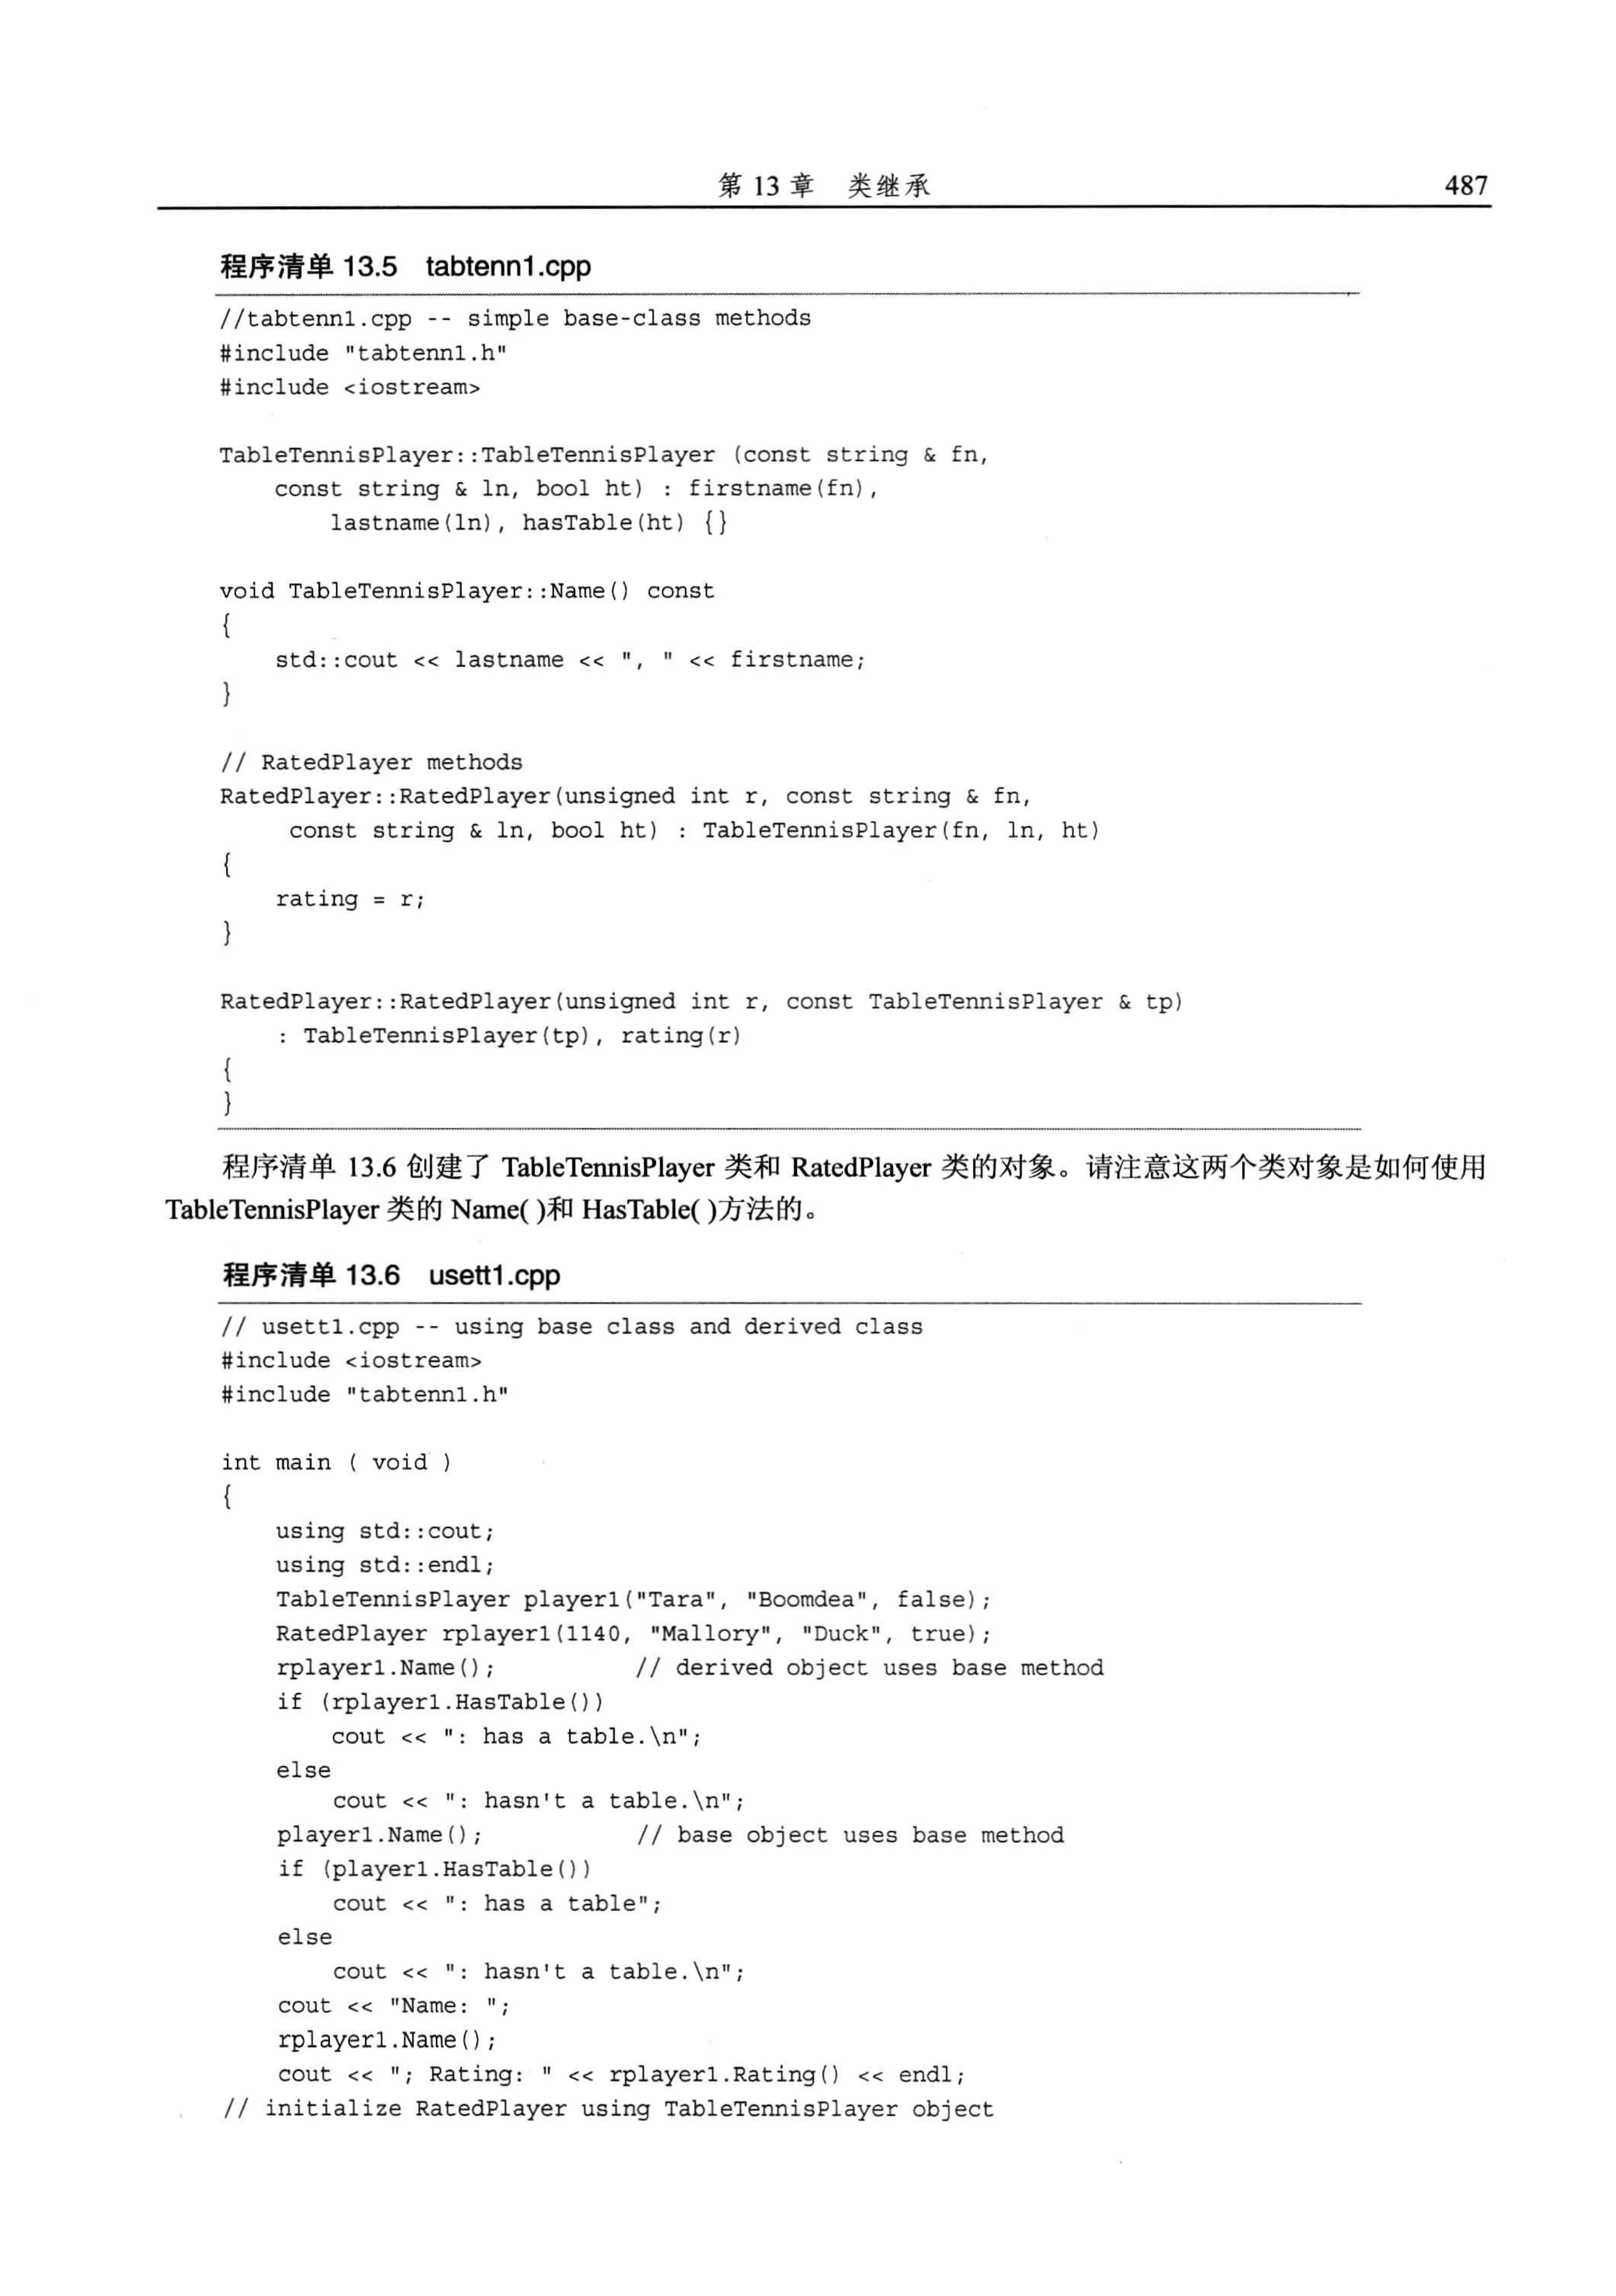 第 13 章 类继承 487
程序清单 13.5 tabtenn1.cpp
//tabtenn1.cpp -- simple base-class methods
#include "tabtenn1.h"
#include <iostream>
TableTennisPlayer::TableTennisPlayer (const string & fn,
    const string & ln, bool ht) : firstname(fn),
        lastname(ln), hasTable(ht) {}
void TableTennisPlayer::Name() const
{
    std::cout << lastname << ", " << firstname;
}
// RatedPlayer methods
RatedPlayer::RatedPlayer(unsigned int r, const string & fn,
     const string & ln, bool ht) : TableTennisPlayer(fn, ln, ht)
{
    rating = r;
}
RatedPlayer::RatedPlayer(unsigned int r, const TableTennisPlayer & tp)
    : TableTennisPlayer(tp), rating(r)
{
}
程序清单 13.6 创建了 TableTennisPlayer 类和 RatedPlayer 类的对象。请注意这两个类对象是如何使用
TableTennisPlayer 类的 Name( )和 HasTable( )方法的。
程序清单 13.6 usett1.cpp
// usett1.cpp -- using base class and derived class
#include <iostream>
#include "tabtenn1.h"
int main ( void )
{
    using std::cout;
    using std::endl;
    TableTennisPlayer player1("Tara", "Boomdea", false);
    RatedPlayer rplayer1(1140, "Mallory", "Duck", true);
    rplayer1.Name();          // derived object uses base method
    if (rplayer1.HasTable())
        cout << ": has a table.\n";
    else
        cout << ": hasn't a table.\n";
    player1.Name();           // base object uses base method
    if (player1.HasTable())
        cout << ": has a table";
    else
        cout << ": hasn't a table.\n";
    cout << "Name: ";
    rplayer1.Name();
    cout << "; Rating: " << rplayer1.Rating() << endl;
// initialize RatedPlayer using TableTennisPlayer object